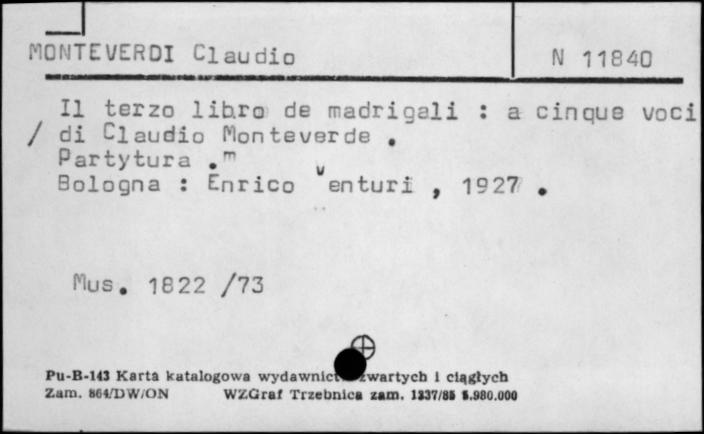 MONTEVERDI Claudio
N 11840
Il terzo libro de madrigali : a cinque voci
/ di Claudio Monteverde .
Partytura . m
Bologna : Enrico Venturi , 1927 .
Mus. 1822 /73
Pu-B-143 Karta katalogowa wydawnict zwartych i ciągłych
Zam. 864/DW/ON WZGraf Trzebnica zam. 1337/85 5.980.000